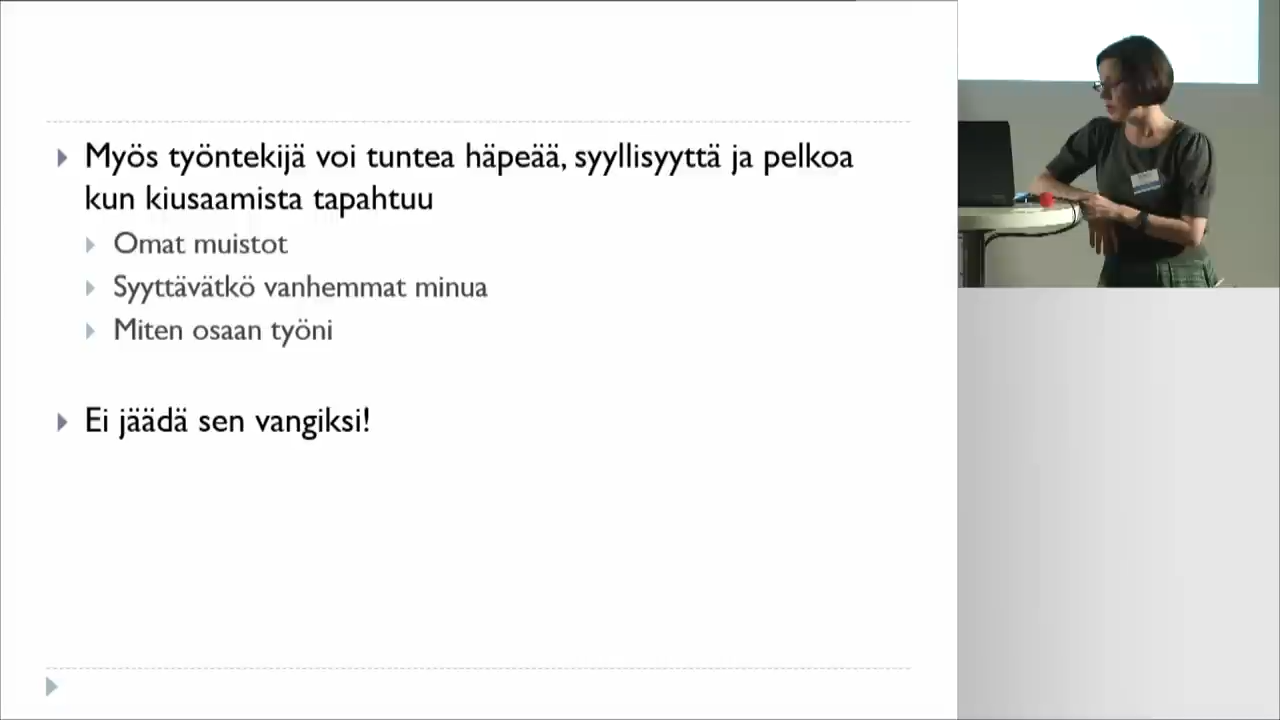 Myös työntekijä voi tuntea häpeää, syyllisyyttä ja pelkoa
kun kiusaamista tapahtuu
Omat muistot
Syyttävätkö vanhemmat minua
Miten osaan työni
Ei jäädä sen vangiksi!